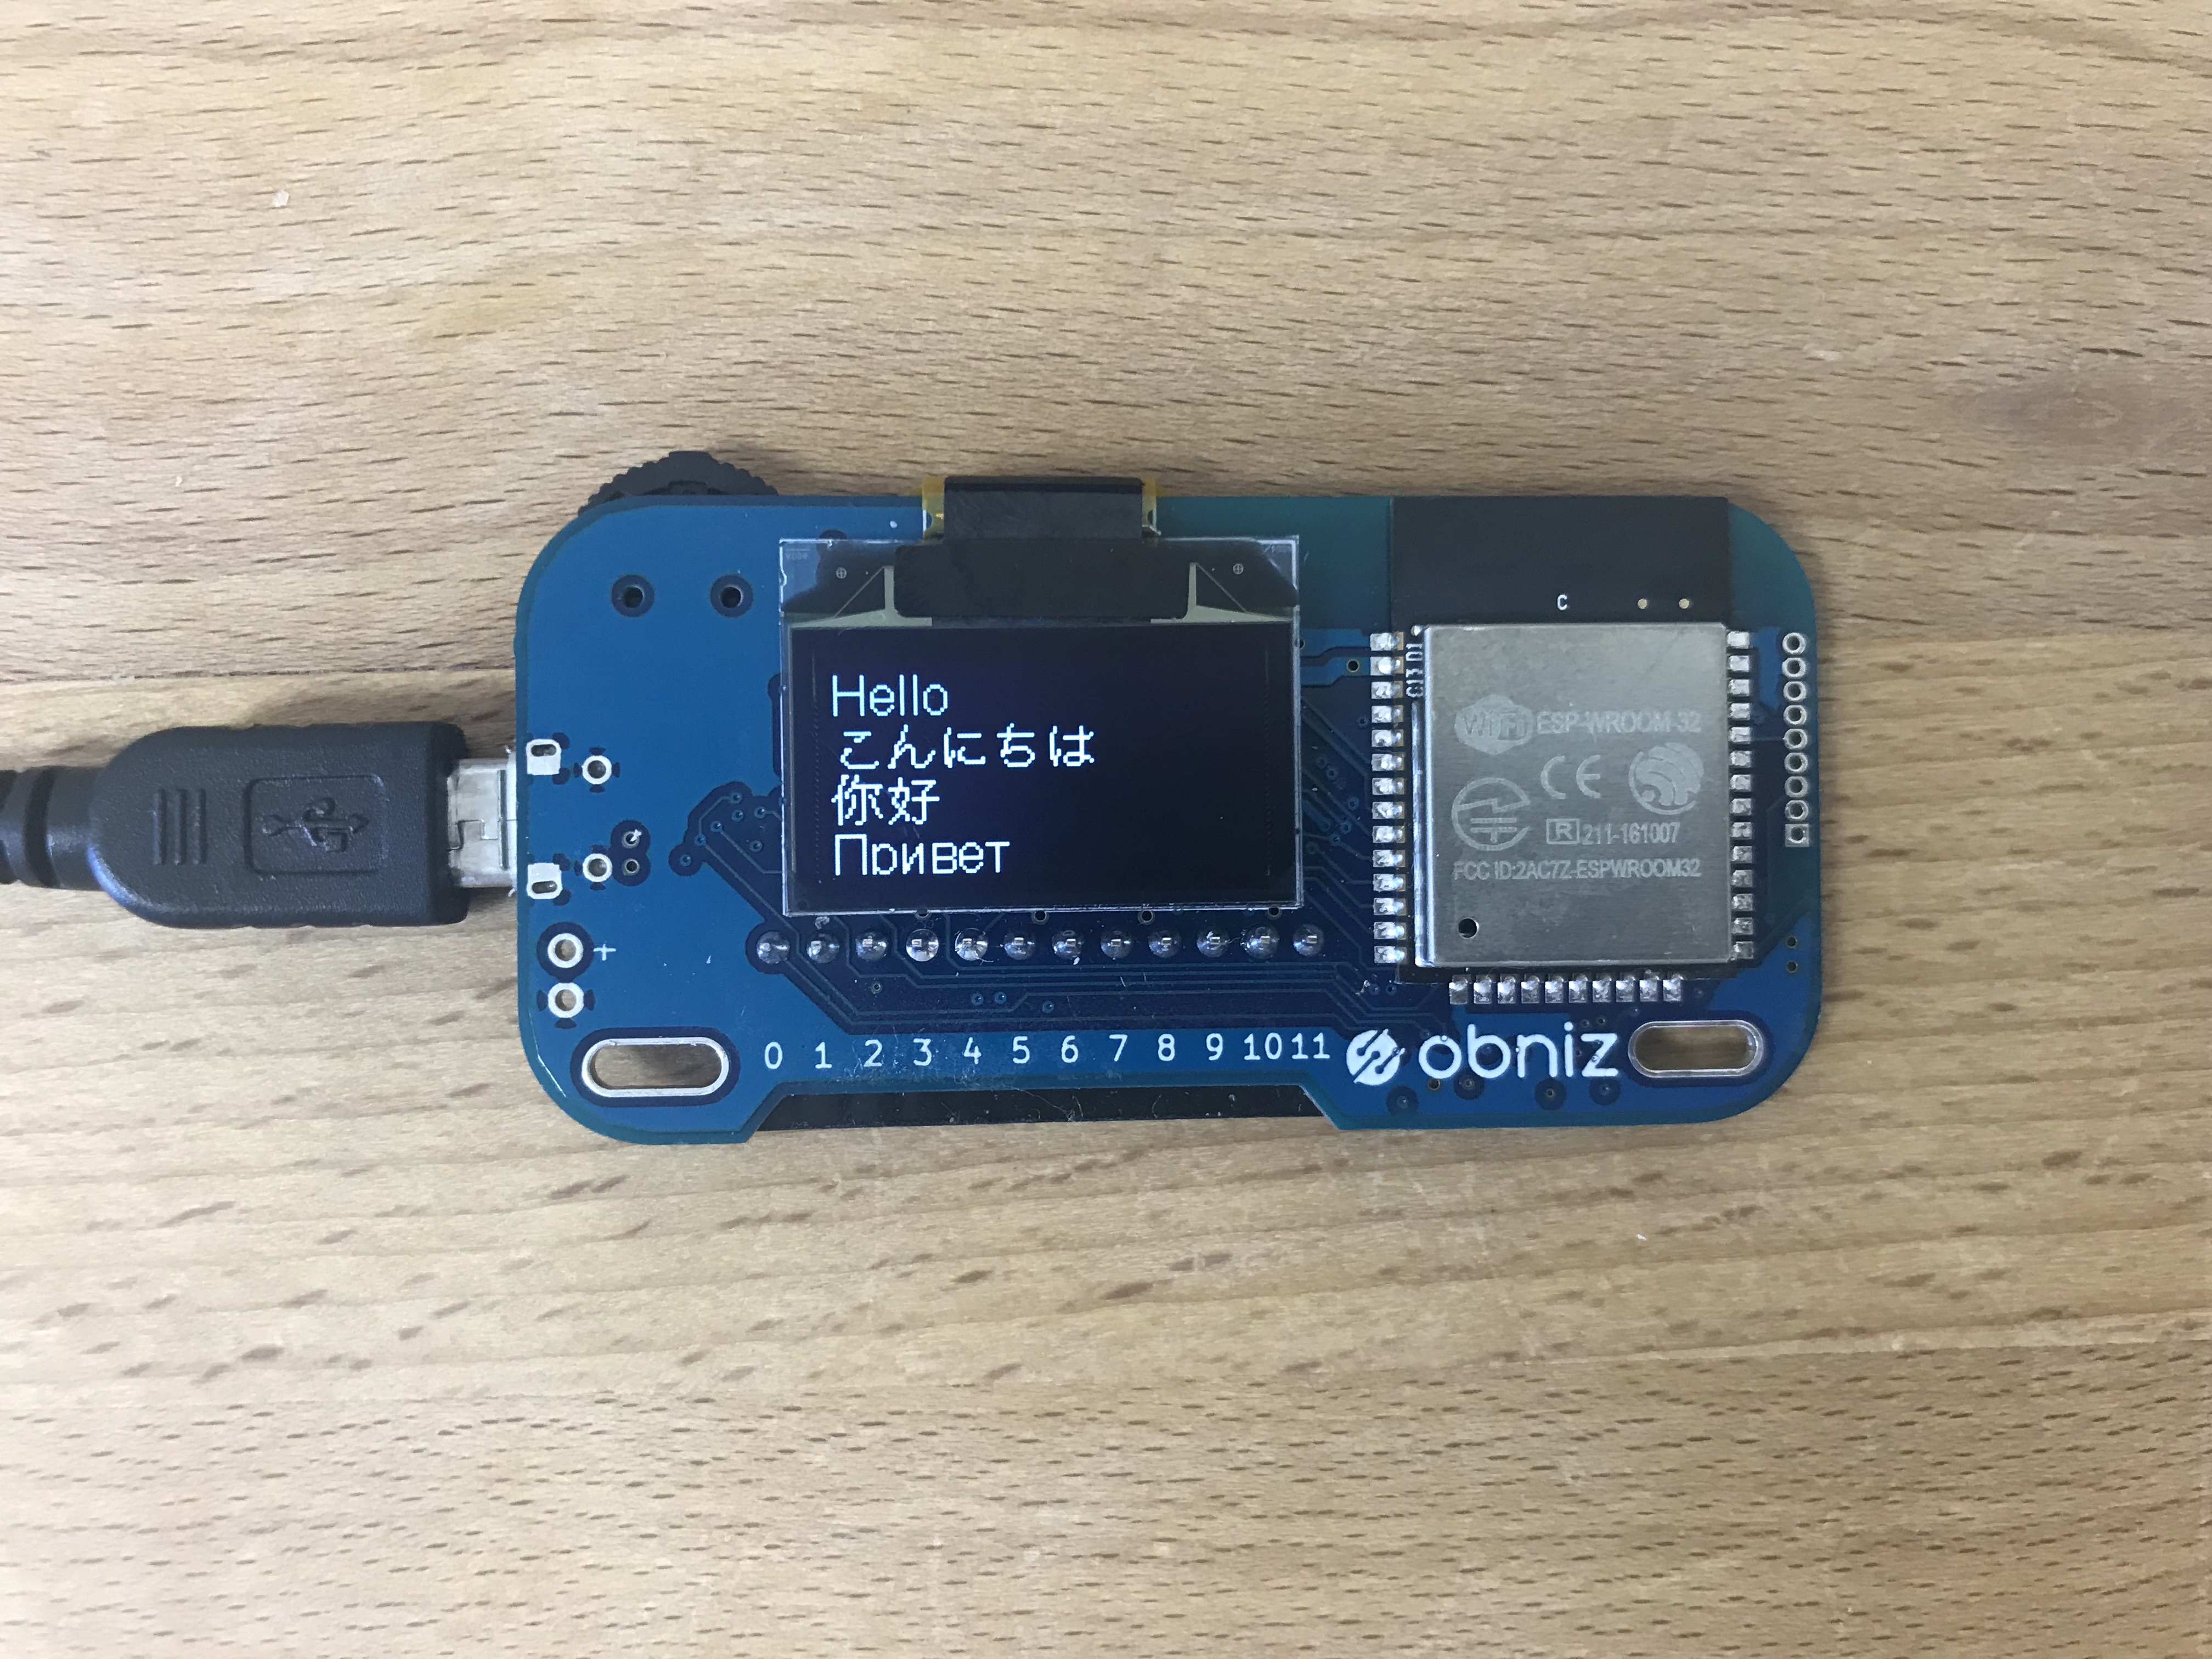 Hello
こんにちは
你好
Привет
C
C13 D1
WiFi ESP-WROOM-32
CE
R 211-161007
FCC ID:2AC7Z-ESPWROOM32
+
0 1 2 3 4 5 6 7 8 9 10 11 obniz